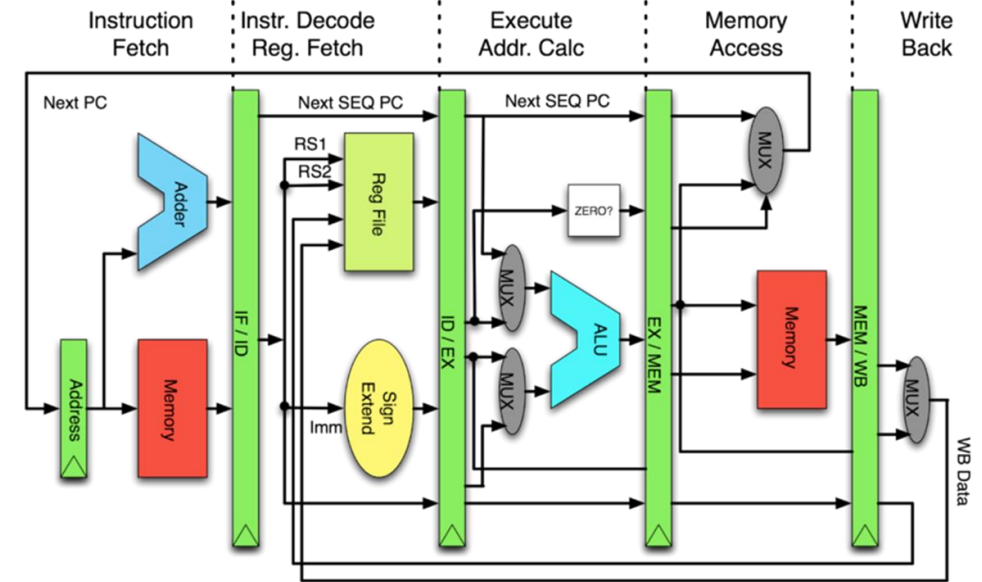 Instruction
Fetch
Instr. Decode
Reg. Fetch
Execute
Addr. Calc
Memory
Access
Write
Back
Next PC
Next SEQ PC
Next SEQ PC
RS1
RS2
Imm
Adder
Address
Memory
IF / ID
Reg File
Sign
Extend
ID / EX
ZERO?
MUX
MUX
ALU
EX / MEM
MUX
Memory
MEM / WB
MUX
WB Data